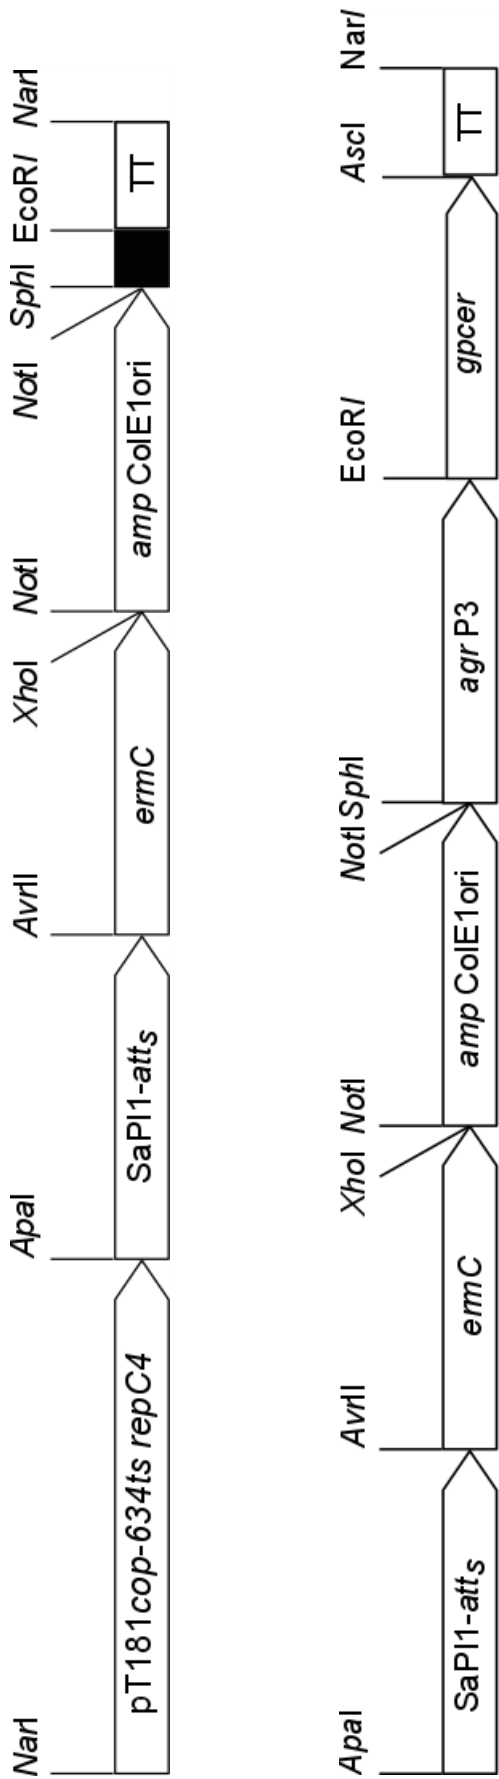 NarI ApaI AvrII XhoI NotI NotI SphI EcoRI NarI
pT181cop-634ts repC4 SaPI1-attS ermC amp ColE1ori TT
ApaI AvrII XhoI NotI NotI SphI EcoRI AscI NarI
SaPI1-attS ermC amp ColE1ori agr P3 gpcer TT